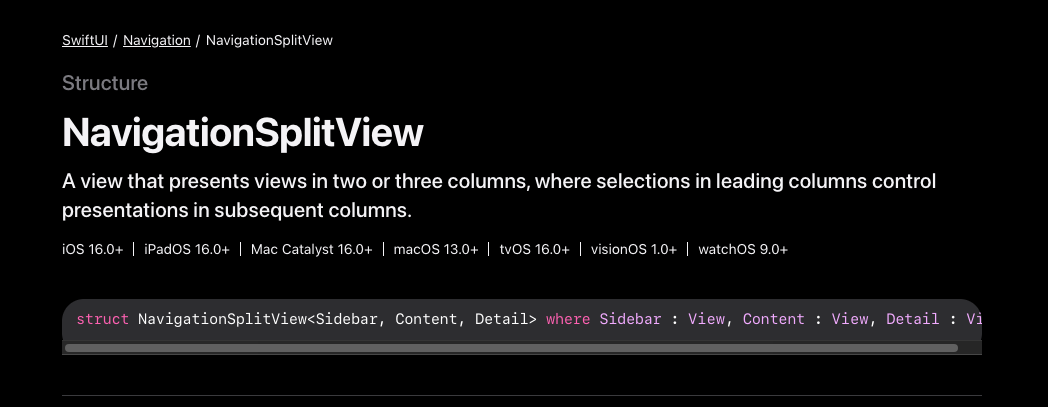 SwiftUI / Navigation / NavigationSplitView
Structure
NavigationSplitView
A view that presents views in two or three columns, where selections in leading columns control
presentations in subsequent columns.
iOS 16.0+ | iPadOS 16.0+ | Mac Catalyst 16.0+ | macOS 13.0+ | tvOS 16.0+ | visionOS 1.0+ | watchOS 9.0+
struct NavigationSplitView<Sidebar, Content, Detail> where Sidebar : View, Content : View, Detail : Vi